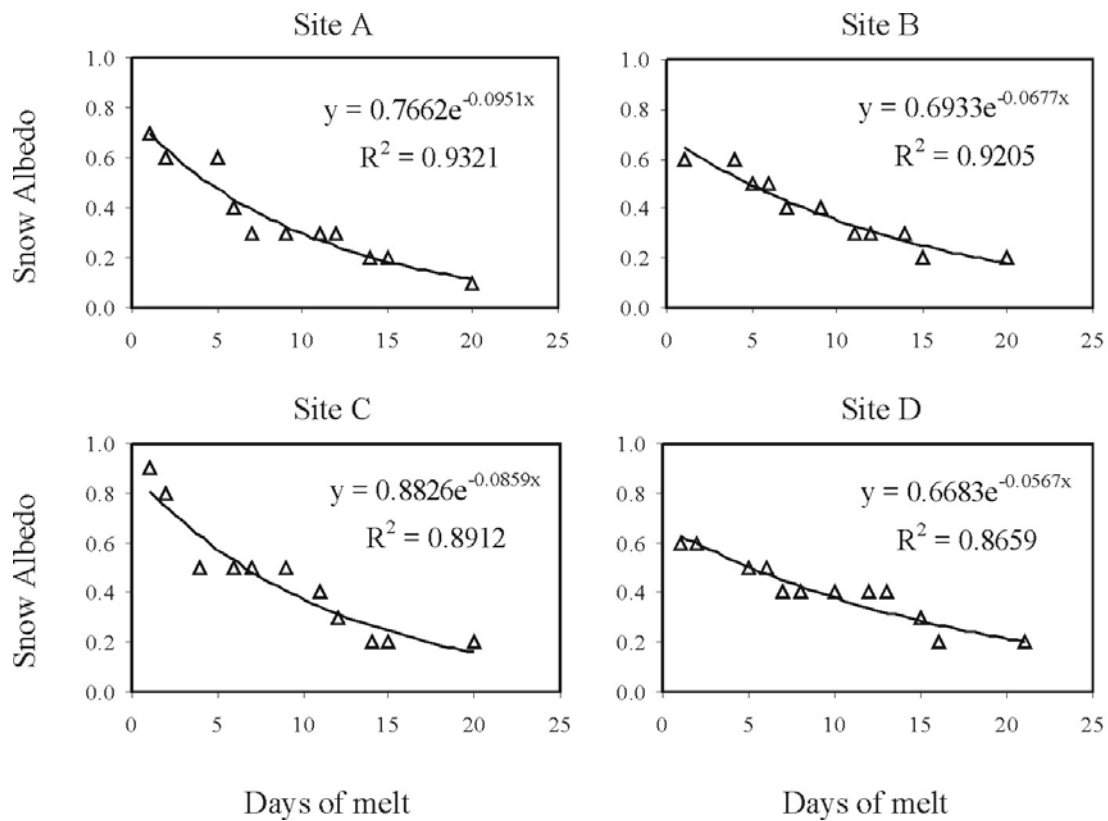 Site A
Site B
1.0
0.8
0.6
0.4
0.2
0.0
0 5 10 15 20 25
y = 0.7662e^-0.0951x
R² = 0.9321
1.0
0.8
0.6
0.4
0.2
0.0
0 5 10 15 20 25
y = 0.6933e^-0.0677x
R² = 0.9205
Snow Albedo
Site C
Site D
1.0
0.8
0.6
0.4
0.2
0.0
0 5 10 15 20 25
y = 0.8826e^-0.0859x
R² = 0.8912
1.0
0.8
0.6
0.4
0.2
0.0
0 5 10 15 20 25
y = 0.6683e^-0.0567x
R² = 0.8659
Snow Albedo
Days of melt
Days of melt